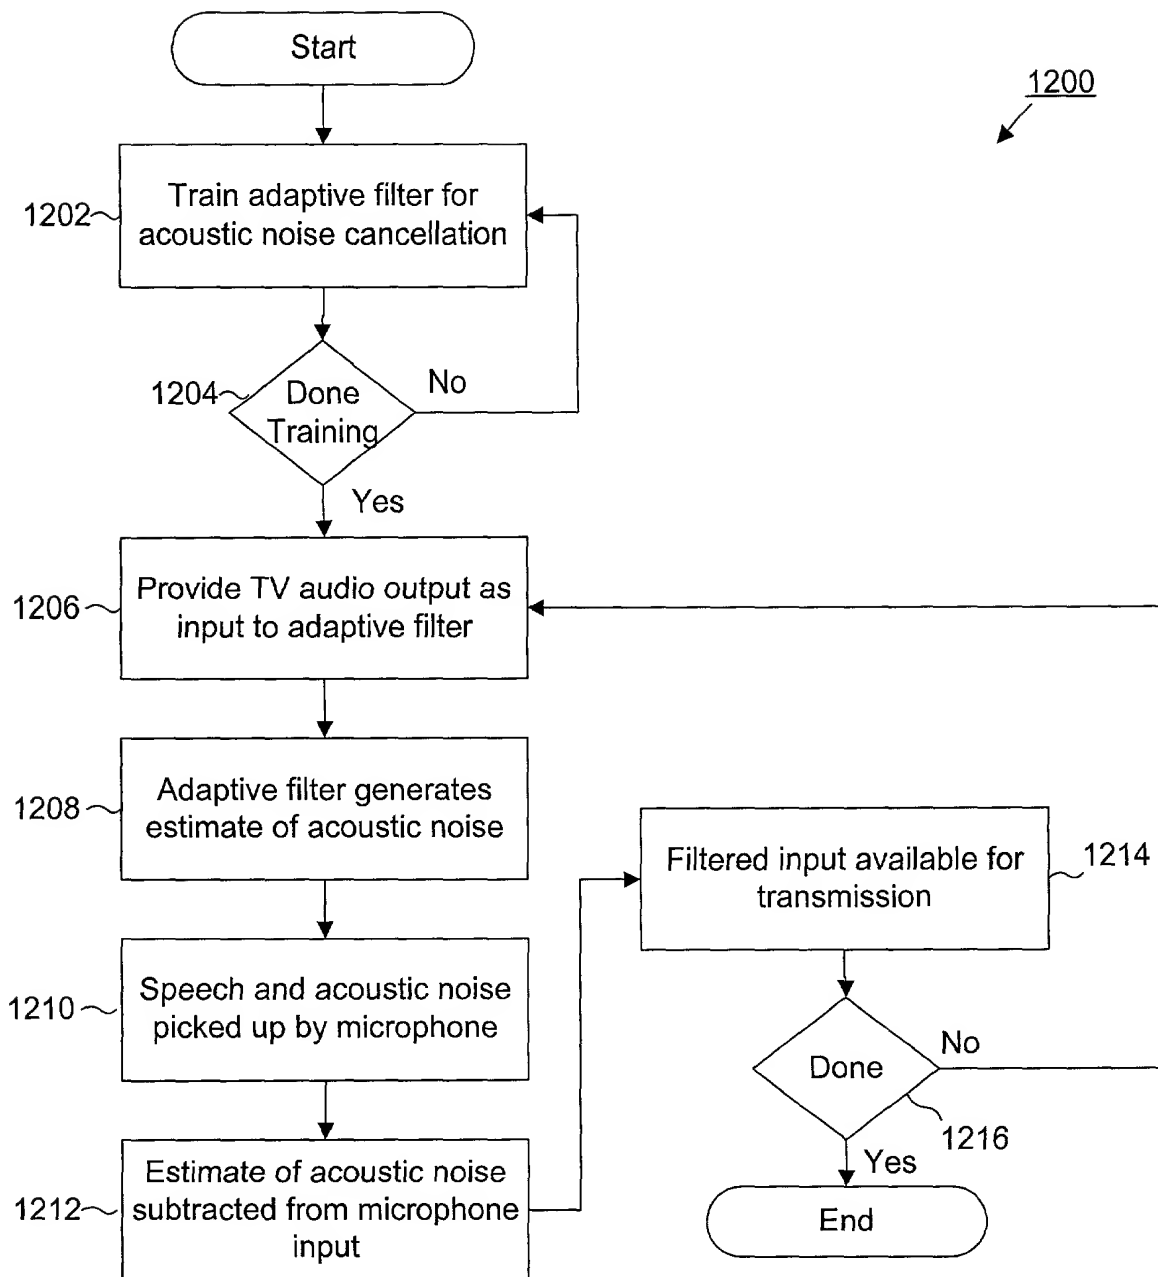 Start
1200
1202
Train adaptive filter for
acoustic noise cancellation
1204
Done
Training
No
Yes
1206
Provide TV audio output as
input to adaptive filter
1208
Adaptive filter generates
estimate of acoustic noise
1210
Speech and acoustic noise
picked up by microphone
1212
Estimate of acoustic noise
subtracted from microphone
input
Filtered input available for
transmission
1214
Done
No
1216
Yes
End